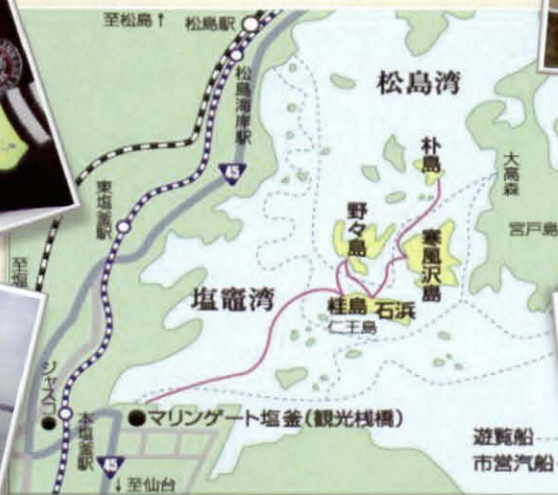 至松島↑
松島駅
松島湾
松島海岸駅
45
朴島
大高森
東塩釜駅
野々島
寒風沢島
宮戸島
至塩
塩竈湾
桂島
石浜
仁王島
ジャスコ
マリンゲート塩釜(観光桟橋)
本塩釜駅
遊覧船
市営汽船
45
↓至仙台